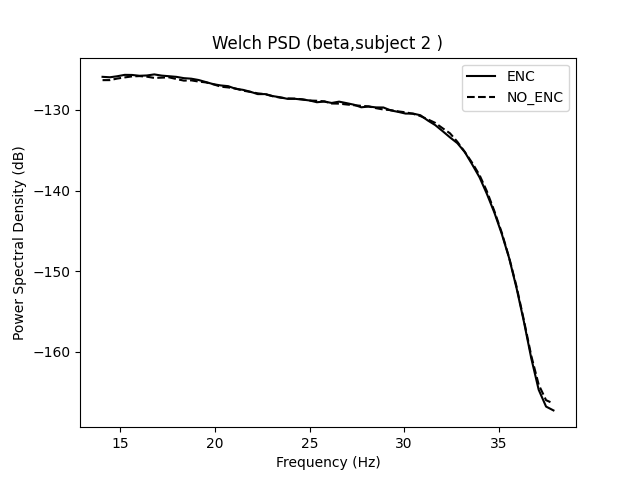 Welch PSD (beta,subject 2 )
ENC
NO_ENC
Power Spectral Density (dB)
−130
−140
−150
−160
15 20 25 30 35
Frequency (Hz)